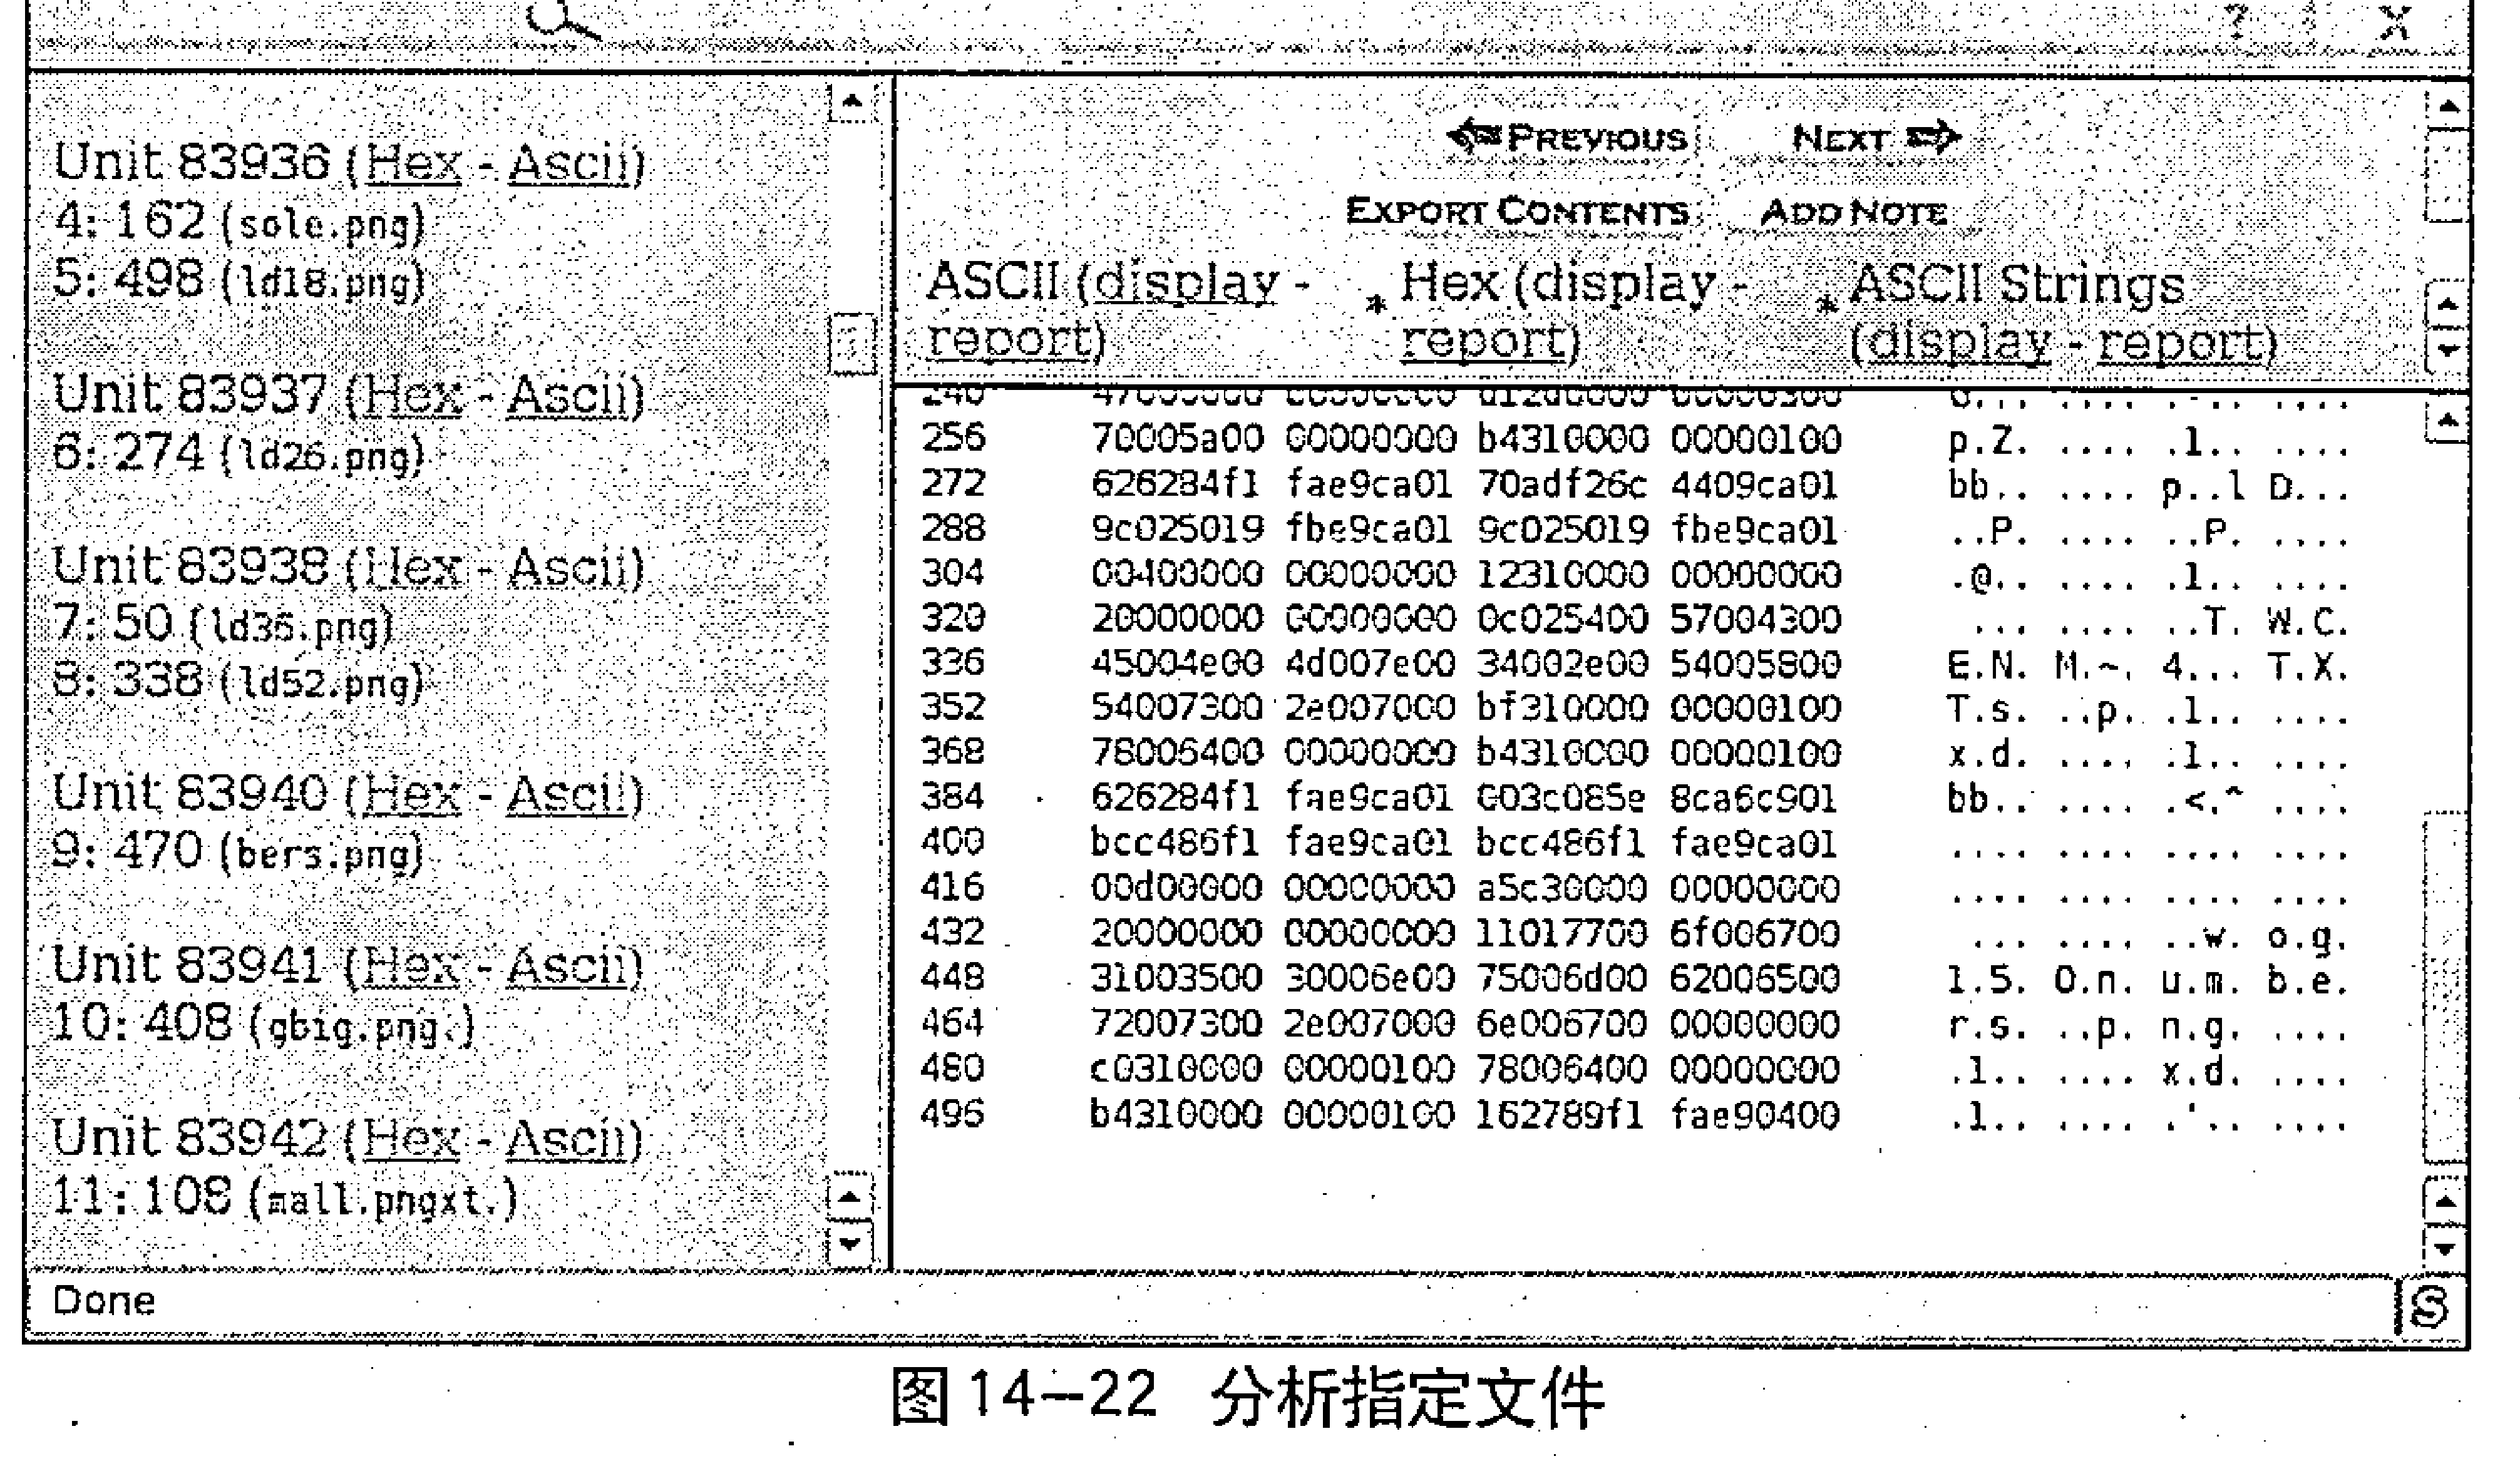 ? X
Unit 83936 (Hex - Ascii)
4: 162 (sole.png)
5: 498 (ld18.png)
Unit 83937 (Hex - Ascii)
6: 274 (ld26.png)
Unit 83938 (Hex - Ascii)
7: 50 (ld36.png)
8: 338 (ld52.png)
Unit 83940 (Hex - Ascii)
9: 470 (bers.png)
Unit 83941 (Hex - Ascii)
10: 408 (gbig.png.)
Unit 83942 (Hex - Ascii)
11: 108 (mall.pngxt.)
PREVIOUS NEXT
EXPORT CONTENTS ADD NOTE
ASCII (display - report) * Hex (display - report) * ASCII Strings (display - report)
256 70005a00 00000000 b4310000 00000100 p.Z. .... .1.. ....
272 626284f1 fae9ca01 70adf26c 4409ca01 bb.. .... p..l D...
288 9c025019 fbe9ca01 9c025019 fbe9ca01 ..P. .... ..P. ....
304 00400000 00000000 12310000 00000000 .@.. .... .1.. ....
320 20000000 00000000 0c025400 57004300 ... .... ..T. W.C.
336 45004e00 4d007e00 34002e00 54005800 E.N. M.~. 4... T.X.
352 54007300 2e007000 bf310000 00000100 T.s. ..p. .1.. ....
368 78006400 00000000 b4310000 00000100 x.d. .... .1.. ....
384 626284f1 fae9ca01 003c085e 8ca6c901 bb.. .... .<.^ ....
400 bcc486f1 fae9ca01 bcc486f1 fae9ca01 .... .... .... ....
416 00d00000 00000000 a5c30000 00000000 .... .... .... ....
432 20000000 00000000 11017700 6f006700 ... .... ..w. o.g.
448 31003500 30006e00 75006d00 62006500 1.5. 0.n. u.m. b.e.
464 72007300 2e007000 6e006700 00000000 r.s. ..p. n.g. ....
480 c0310000 00000100 78006400 00000000 .1.. .... x.d. ....
496 b4310000 00000100 162789f1 fae90400 .1.. .... .'.. ....
Done
S
图 14-22 分析指定文件